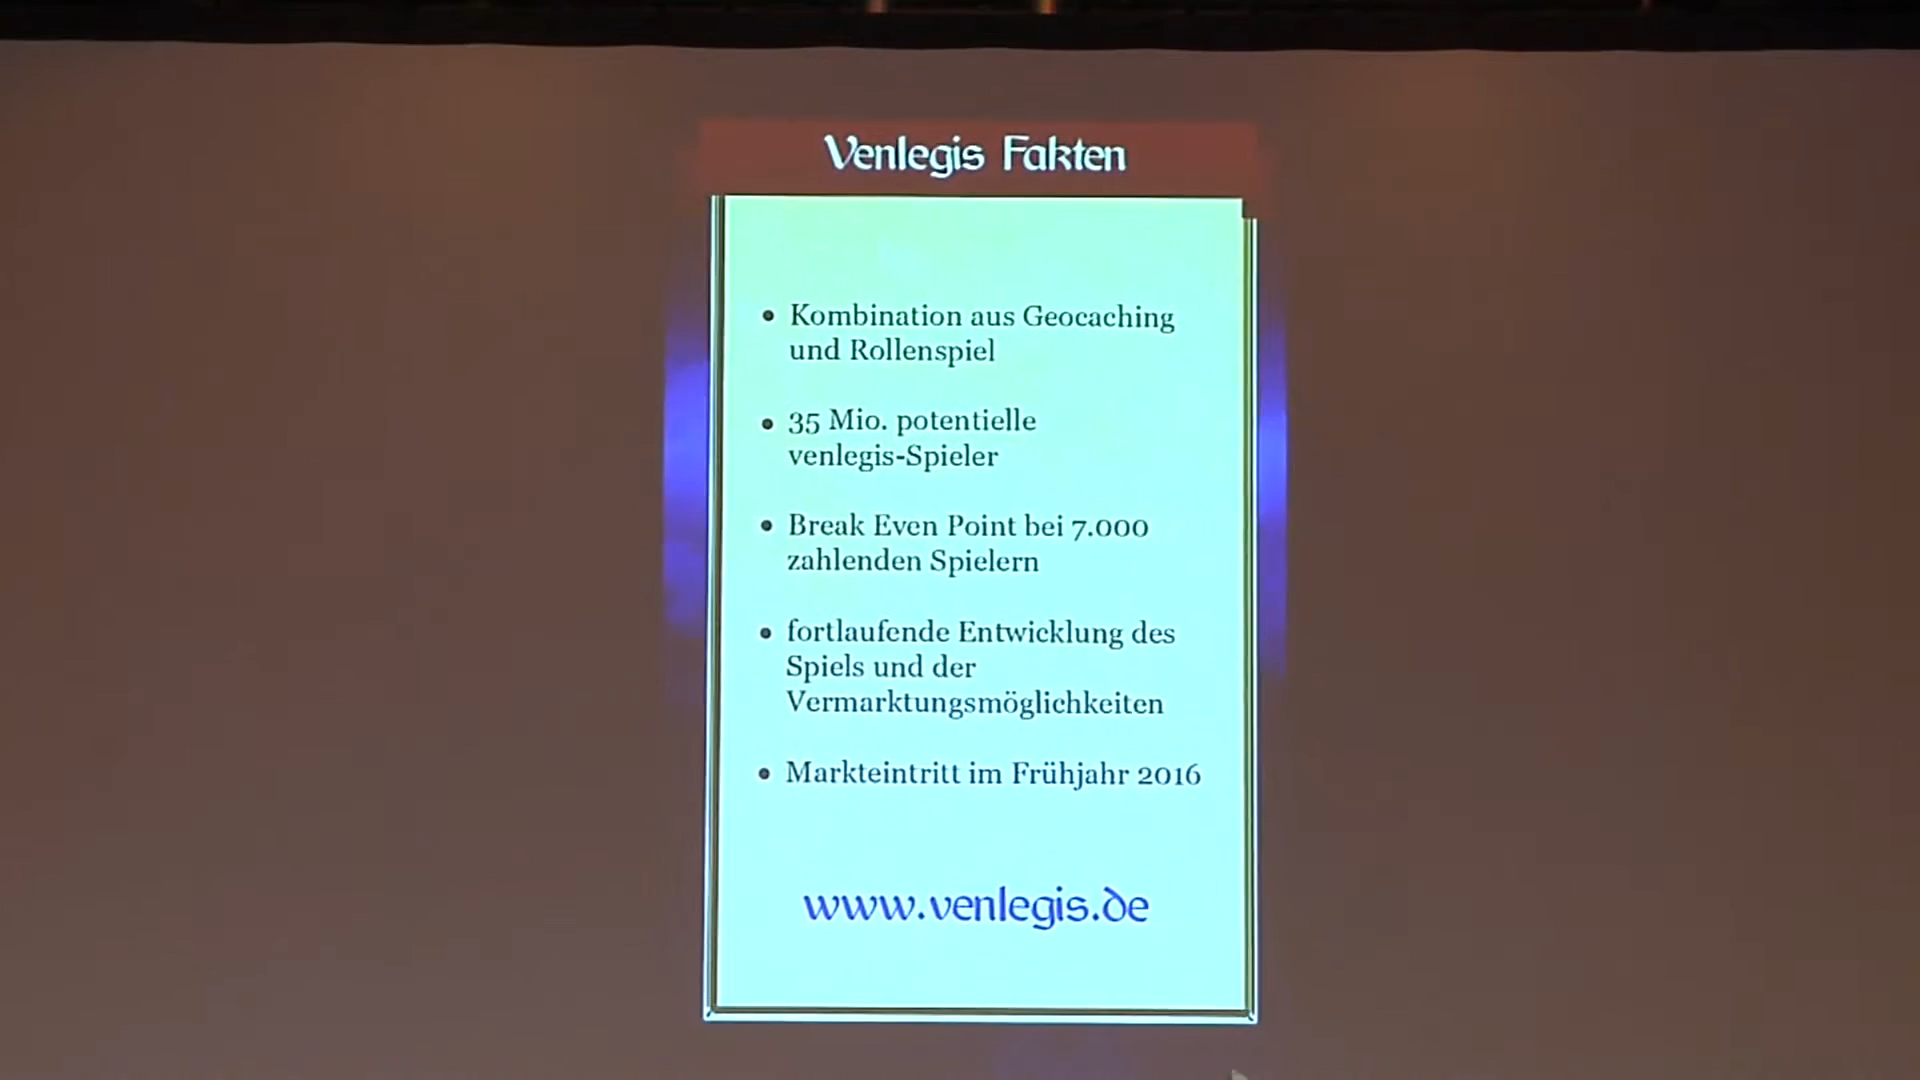 Venlegis Fakten
• Kombination aus Geocaching
und Rollenspiel
• 35 Mio. potentielle
venlegis-Spieler
• Break Even Point bei 7.000
zahlenden Spielern
• fortlaufende Entwicklung des
Spiels und der
Vermarktungsmöglichkeiten
• Markteintritt im Frühjahr 2016
www.venlegis.de